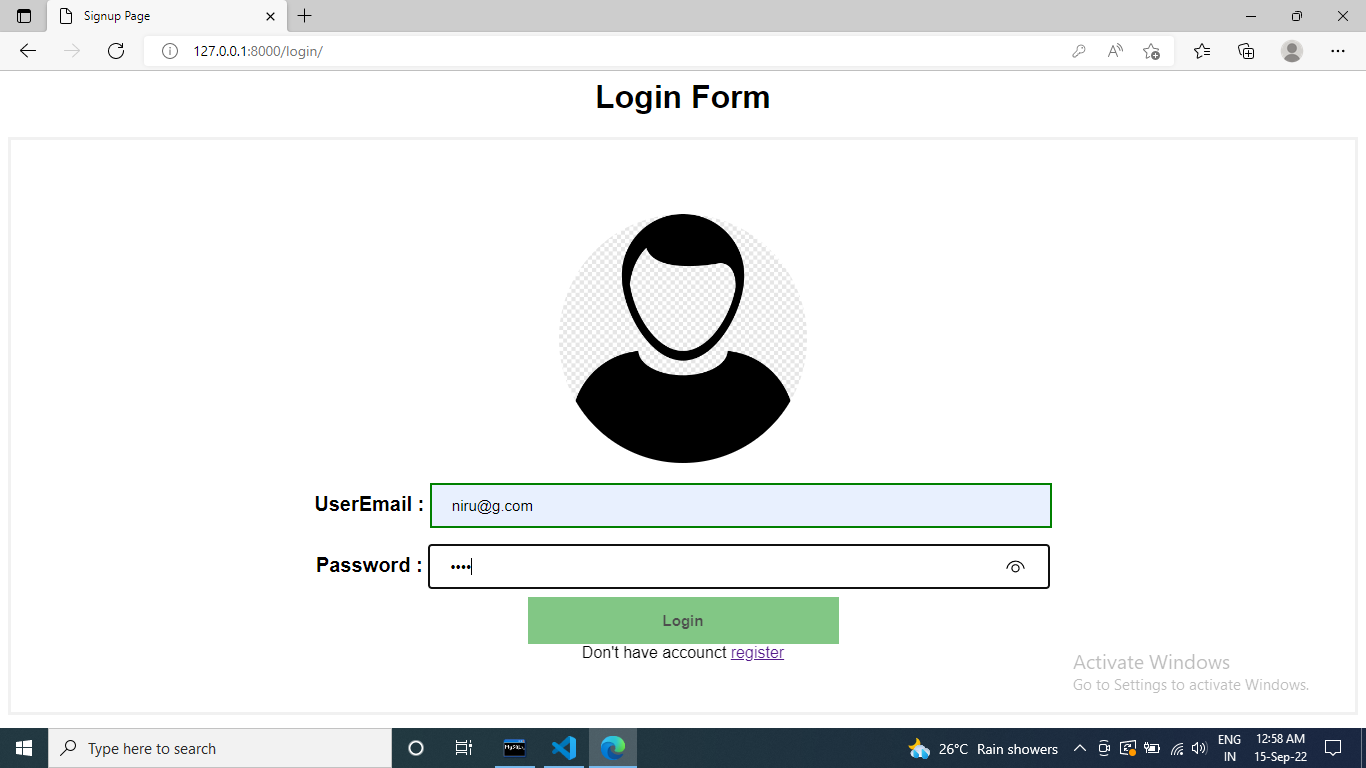 Signup Page
127.0.0.1:8000/login/
Login Form
UserEmail : niru@g.com
Password : ••••
Login
Don't have accounct register
Activate Windows
Go to Settings to activate Windows.
Type here to search
26°C Rain showers
ENG
IN
12:58 AM
15-Sep-22